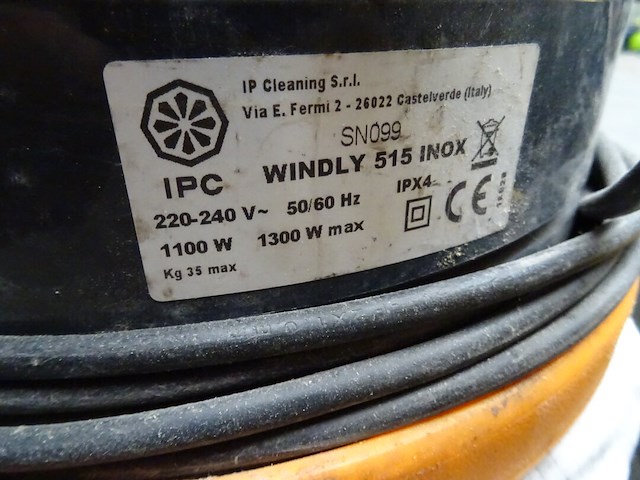 IP Cleaning S.r.l.
Via E. Fermi 2 - 26022 Castelverde (Italy)
SN099
IPC
WINDLY 515 INOX
220-240 V~ 50/60 Hz
IPX4
1100 W 1300 W max
CE
Kg 35 max